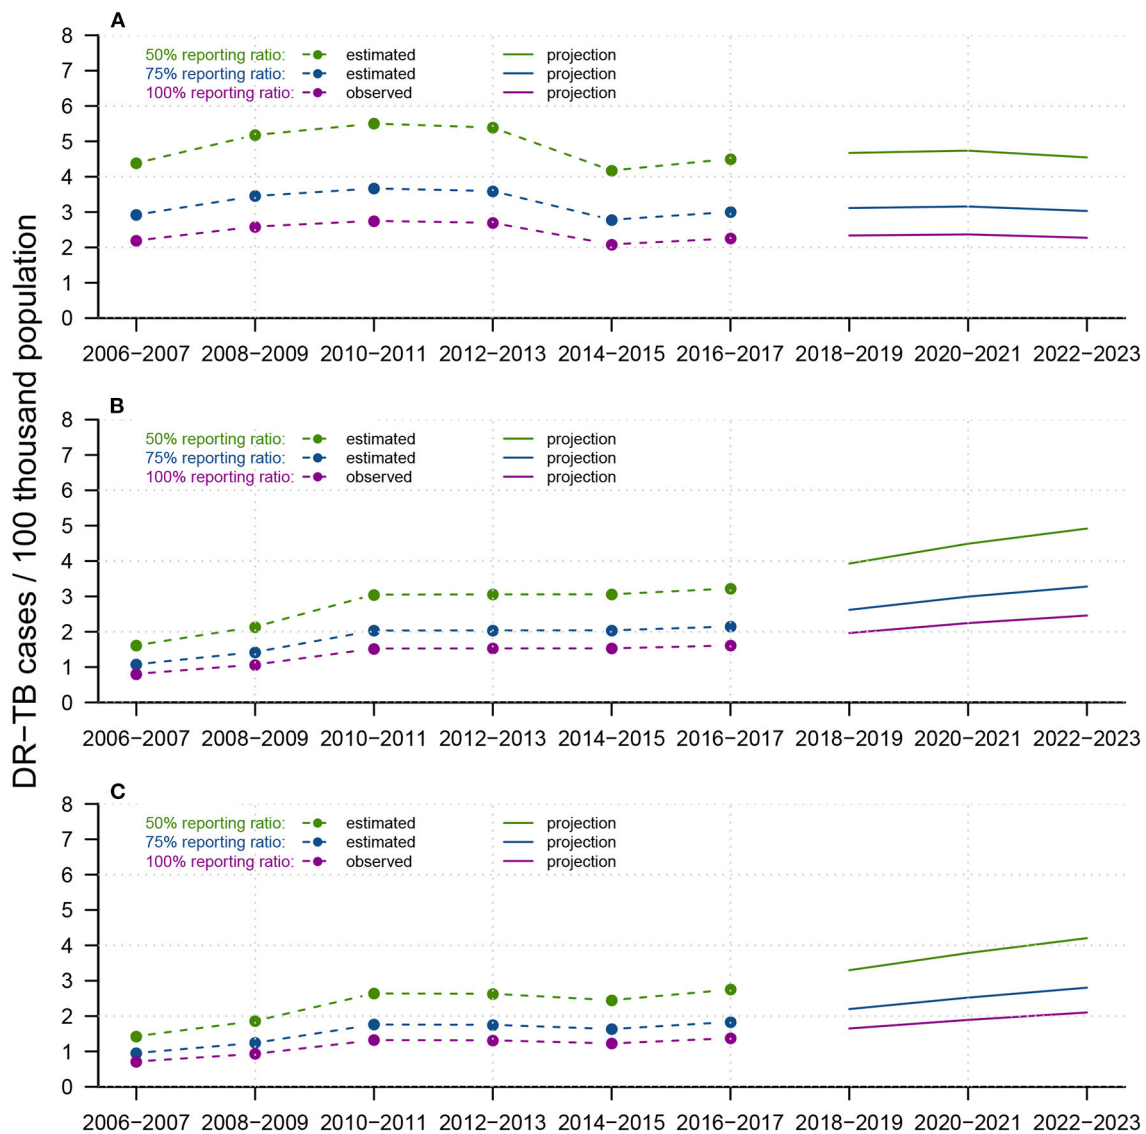 DR−TB cases / 100 thousand population
A
8
7
6
5
4
3
2
1
0
50% reporting ratio: estimated projection
75% reporting ratio: estimated projection
100% reporting ratio: observed projection
2006−2007 2008−2009 2010−2011 2012−2013 2014−2015 2016−2017 2018−2019 2020−2021 2022−2023
B
8
7
6
5
4
3
2
1
0
50% reporting ratio: estimated projection
75% reporting ratio: estimated projection
100% reporting ratio: observed projection
2006−2007 2008−2009 2010−2011 2012−2013 2014−2015 2016−2017 2018−2019 2020−2021 2022−2023
C
8
7
6
5
4
3
2
1
0
50% reporting ratio: estimated projection
75% reporting ratio: estimated projection
100% reporting ratio: observed projection
2006−2007 2008−2009 2010−2011 2012−2013 2014−2015 2016−2017 2018−2019 2020−2021 2022−2023